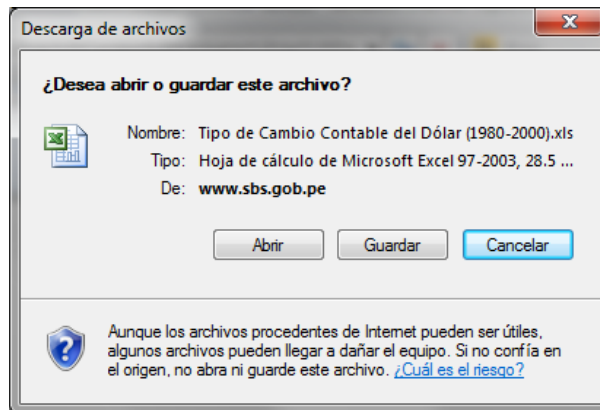 Descarga de archivos
¿Desea abrir o guardar este archivo?
Nombre: Tipo de Cambio Contable del Dólar (1980-2000).xls
Tipo: Hoja de cálculo de Microsoft Excel 97-2003, 28.5 ...
De: www.sbs.gob.pe
Abrir Guardar Cancelar
Aunque los archivos procedentes de Internet pueden ser útiles,
algunos archivos pueden llegar a dañar el equipo. Si no confía en
el origen, no abra ni guarde este archivo. ¿Cuál es el riesgo?